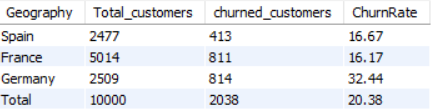 Geography Total_customers churned_customers ChurnRate
Spain 2477 413 16.67
France 5014 811 16.17
Germany 2509 814 32.44
Total 10000 2038 20.38